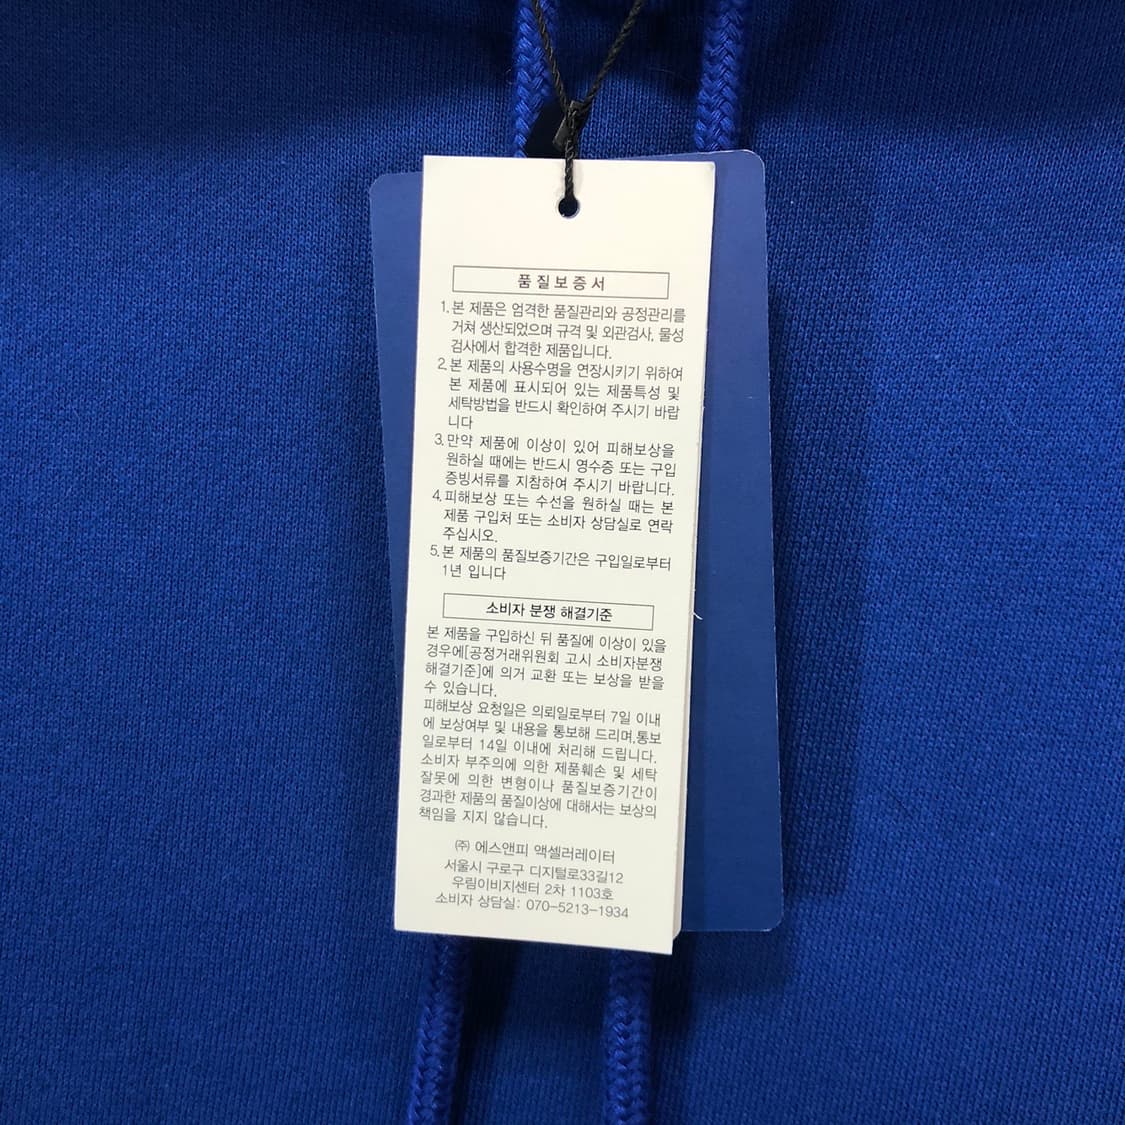 품질보증서
1. 본 제품은 엄격한 품질관리와 공정관리를
거쳐 생산되었으며 규격 및 외관검사, 물성
검사에서 합격한 제품입니다.
2. 본 제품의 사용수명을 연장시키기 위하여
본 제품에 표시되어 있는 제품특성 및
세탁방법을 반드시 확인하여 주시기 바랍
니다
3. 만약 제품에 이상이 있어 피해보상을
원하실 때에는 반드시 영수증 또는 구입
증빙서류를 지참하여 주시기 바랍니다.
4. 피해보상 또는 수선을 원하실 때는 본
제품 구입처 또는 소비자 상담실로 연락
주십시오.
5. 본 제품의 품질보증기간은 구입일로부터
1년 입니다
소비자 분쟁 해결기준
본 제품을 구입하신 뒤 품질에 이상이 있을
경우에[공정거래위원회 고시 소비자분쟁
해결기준]에 의거 교환 또는 보상을 받을
수 있습니다.
피해보상 요청일은 의뢰일로부터 7일 이내
에 보상여부 및 내용을 통보해 드리며,통보
일로부터 14일 이내에 처리해 드립니다.
소비자 부주의에 의한 제품훼손 및 세탁
잘못에 의한 변형이나 품질보증기간이
경과한 제품의 품질이상에 대해서는 보상의
책임을 지지 않습니다.
㈜ 에스앤피 액셀러레이터
서울시 구로구 디지털로33길12
우림이비지센터 2차 1103호
소비자 상담실: 070-5213-1934